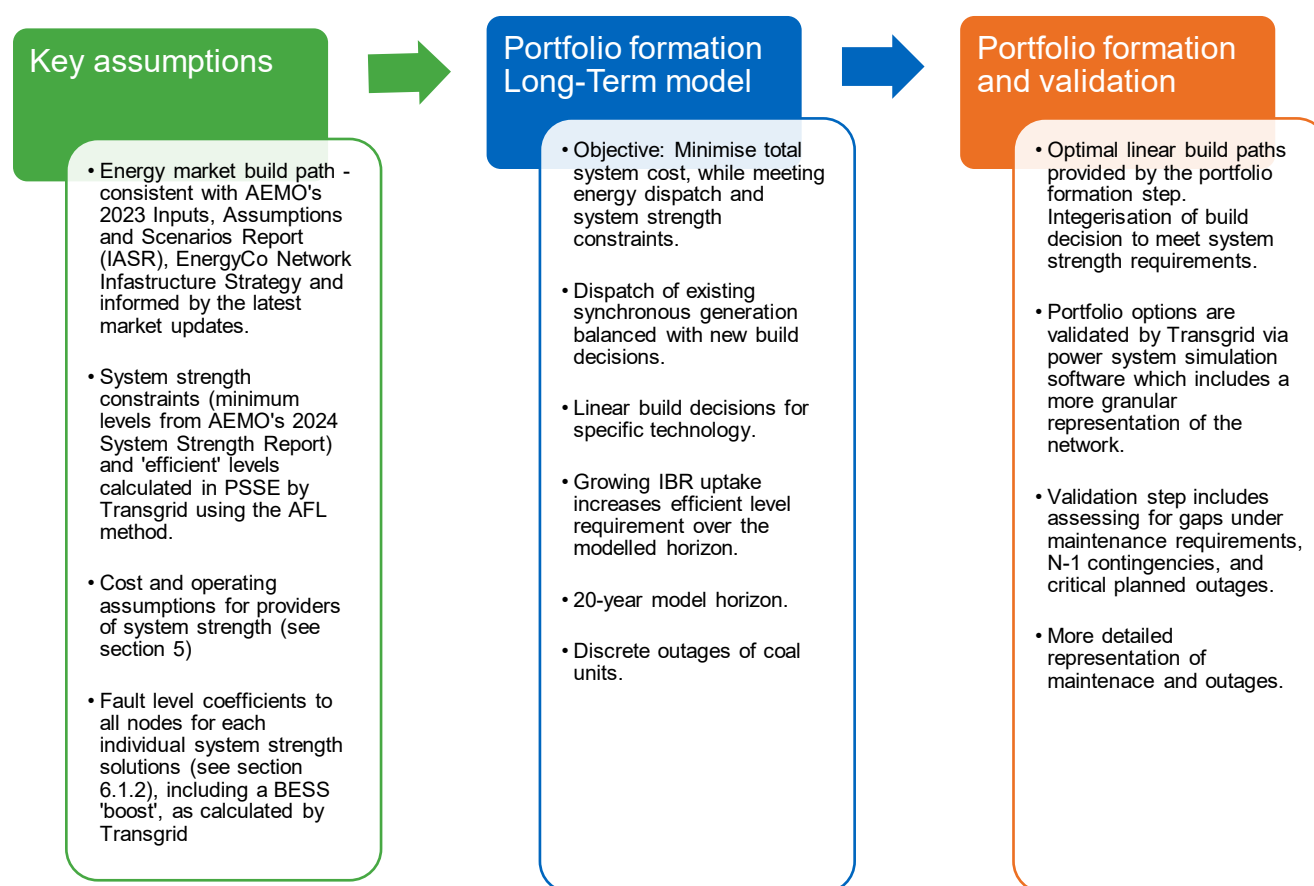 Key assumptions
• Energy market build path -
consistent with AEMO's
2023 Inputs, Assumptions
and Scenarios Report
(IASR), EnergyCo Network
Infastructure Strategy and
informed by the latest
market updates.
• System strength
constraints (minimum
levels from AEMO's 2024
System Strength Report)
and 'efficient' levels
calculated in PSSE by
Transgrid using the AFL
method.
• Cost and operating
assumptions for providers
of system strength (see
section 5)
• Fault level coefficients to
all nodes for each
individual system strength
solutions (see section
6.1.2), including a BESS
'boost', as calculated by
Transgrid
Portfolio formation
Long-Term model
• Objective: Minimise total
system cost, while meeting
energy dispatch and
system strength
constraints.
• Dispatch of existing
synchronous generation
balanced with new build
decisions.
• Linear build decisions for
specific technology.
• Growing IBR uptake
increases efficient level
requirement over the
modelled horizon.
• 20-year model horizon.
• Discrete outages of coal
units.
Portfolio formation
and validation
• Optimal linear build paths
provided by the portfolio
formation step.
Integerisation of build
decision to meet system
strength requirements.
• Portfolio options are
validated by Transgrid via
power system simulation
software which includes a
more granular
representation of the
network.
• Validation step includes
assessing for gaps under
maintenance requirements,
N-1 contingencies, and
critical planned outages.
• More detailed
representation of
maintenace and outages.